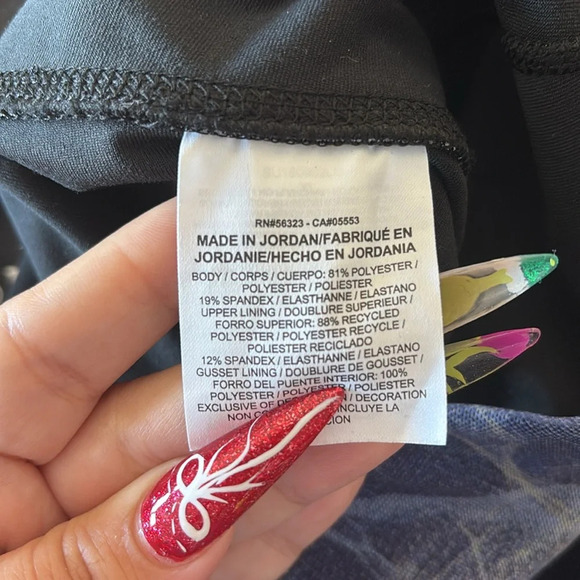 RN#56323 - CA#05553
MADE IN JORDAN/FABRIQUÉ EN
JORDANIE/HECHO EN JORDANIA
BODY / CORPS / CUERPO: 81% POLYESTER /
POLYESTER / POLIESTER
19% SPANDEX / ELASTHANNE / ELASTANO
UPPER LINING / DOUBLURE SUPERIEUR /
FORRO SUPERIOR: 88% RECYCLED
POLYESTER / POLYESTER RECYCLE /
POLIESTER RECICLADO
12% SPANDEX / ELASTHANNE / ELASTANO
GUSSET LINING / DOUBLURE DE GOUSSET /
FORRO DEL PUENTE INTERIOR: 100%
POLYESTER / POLYESTER / POLIESTER
EXCLUSIVE OF / DECORATION
INCLUYE LA